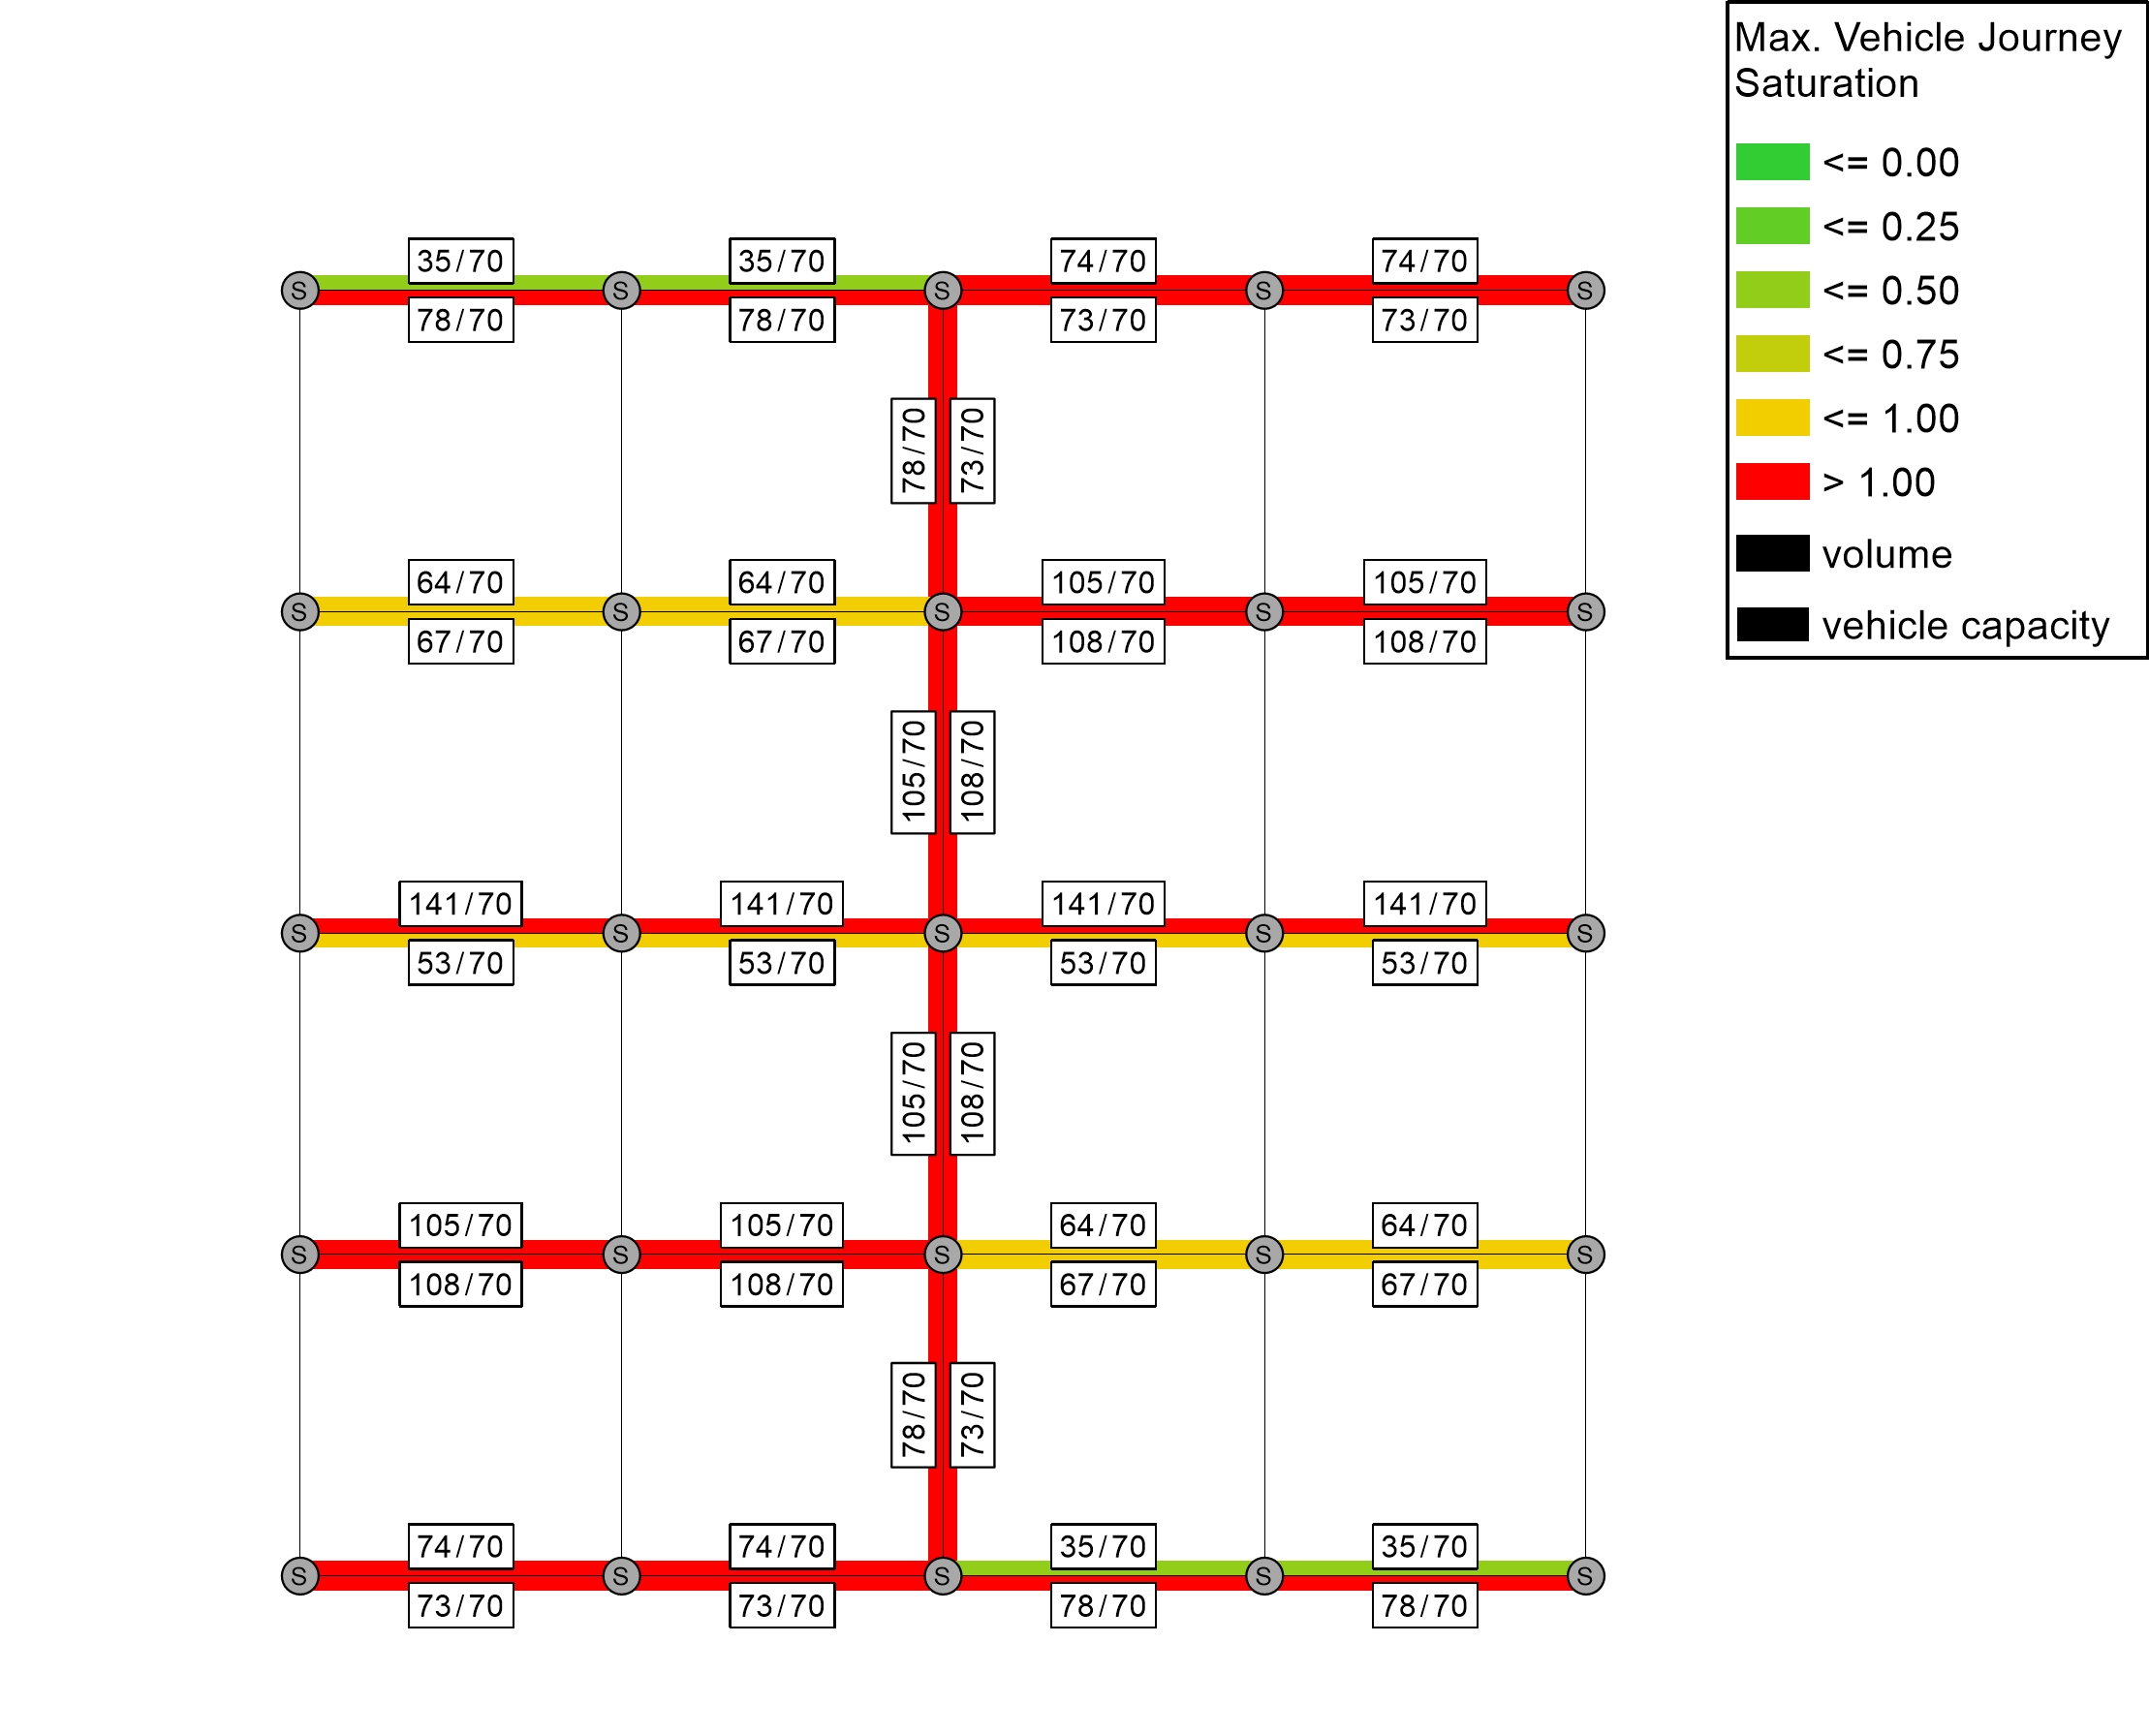 Max. Vehicle Journey
Saturation
<= 0.00
<= 0.25
<= 0.50
<= 0.75
<= 1.00
> 1.00
volume
vehicle capacity
35/70 35/70 74/70 74/70
S S S S S
78/70 78/70 73/70 73/70
78/70 73/70
64/70 64/70 105/70 105/70
S S S S S
67/70 67/70 108/70 108/70
105/70 108/70
141/70 141/70 141/70 141/70
S S S S S
53/70 53/70 53/70 53/70
105/70 108/70
105/70 105/70 64/70 64/70
S S S S S
108/70 108/70 67/70 67/70
78/70 73/70
74/70 74/70 35/70 35/70
S S S S S
73/70 73/70 78/70 78/70